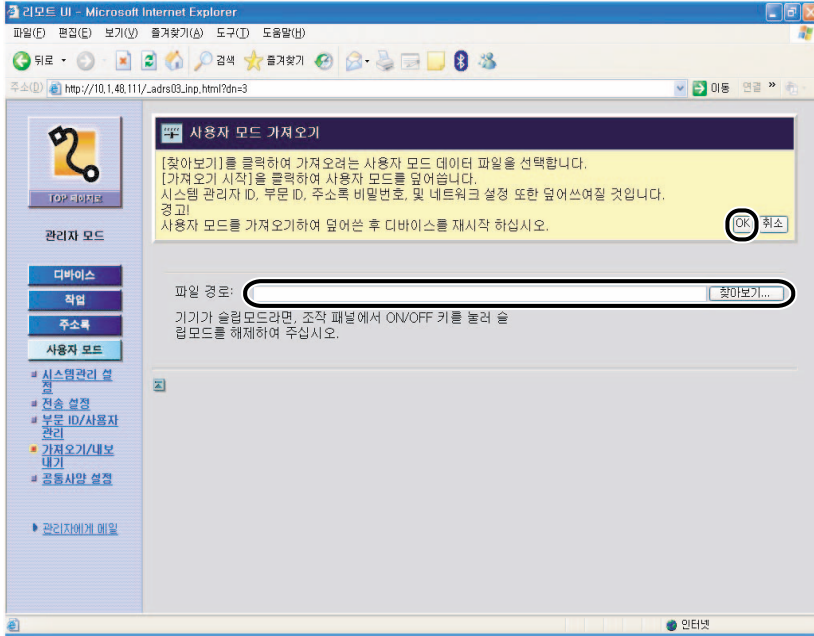 리모트 UI - Microsoft Internet Explorer
파일(F) 편집(E) 보기(V) 즐겨찾기(A) 도구(T) 도움말(H)
뒤로 검색 즐겨찾기
주소(D) http://10.1.48.111/_adrs03_inp.html?dn=3 이동 연결 »
TOP 페이지로
관리자 모드
디바이스
작업
주소록
사용자 모드
시스템관리 설
정
전송 설정
부문 ID/사용자
관리
가져오기/내보
내기
공통사양 설정
관리자에게 메일
사용자 모드 가져오기
[찾아보기]를 클릭하여 가져오려는 사용자 모드 데이터 파일을 선택합니다.
[가져오기 시작]을 클릭하여 사용자 모드를 덮어씁니다.
시스템 관리자 ID, 부문 ID, 주소록 비밀번호, 및 네트워크 설정 또한 덮어쓰여질 것입니다.
경고!
사용자 모드를 가져오기하여 덮어쓴 후 디바이스를 재시작 하십시오.
OK 취소
파일 경로: 찾아보기...
기기가 슬립모드라면, 조작 패널에서 ON/OFF 키를 눌러 슬
립모드를 해제하여 주십시오.
인터넷